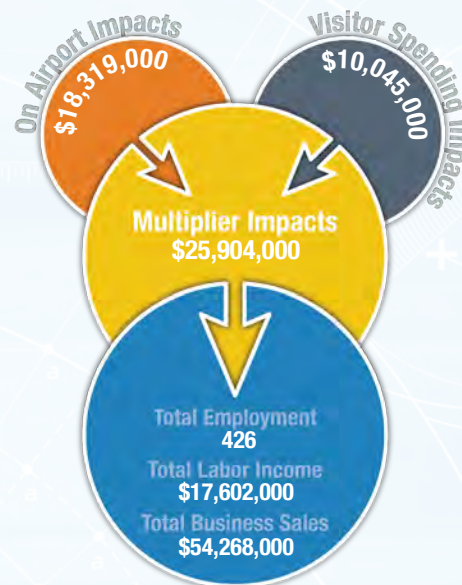 On Airport Impacts
$18,319,000
Visitor Spending Impacts
$10,045,000
Multiplier Impacts
$25,904,000
Total Employment
426
Total Labor Income
$17,602,000
Total Business Sales
$54,268,000